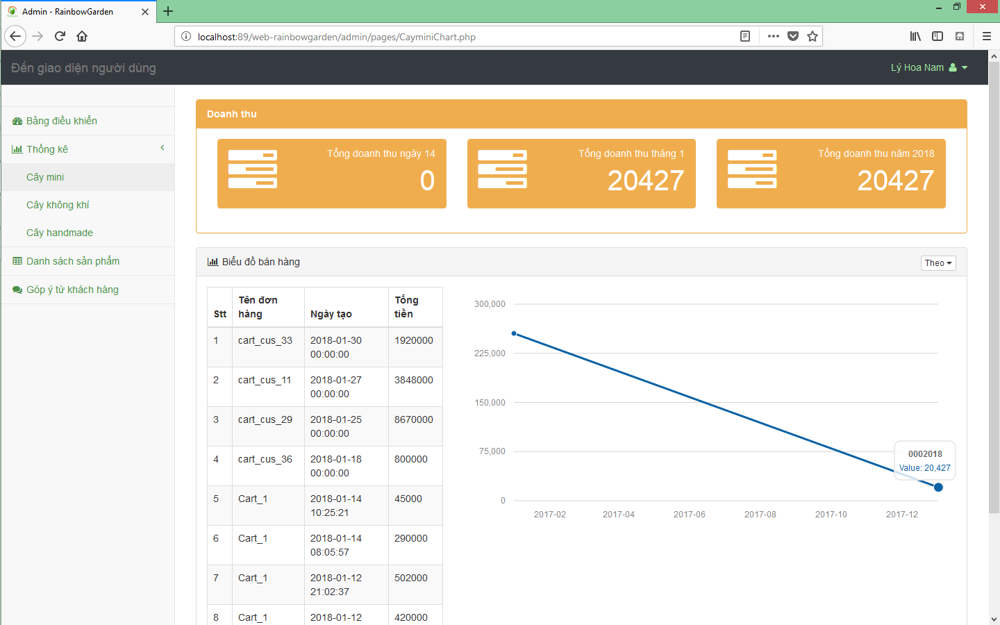 Admin - RainbowGarden
localhost:89/web-rainbowgarden/admin/pages/CayminiChart.php
Đến giao diện người dùng
Lý Hoa Nam
Bảng điều khiển
Thống kê
Cây mini
Cây không khí
Cây handmade
Danh sách sản phẩm
Góp ý từ khách hàng
Doanh thu
Tổng doanh thu ngày 14
0
Tổng doanh thu tháng 1
20427
Tổng doanh thu năm 2018
20427
Biểu đồ bán hàng
Theo
Stt Tên đơn hàng Ngày tạo Tổng tiền
1 cart_cus_33 2018-01-30 00:00:00 1920000
2 cart_cus_11 2018-01-27 00:00:00 3848000
3 cart_cus_29 2018-01-25 00:00:00 8670000
4 cart_cus_36 2018-01-18 00:00:00 800000
5 Cart_1 2018-01-14 10:25:21 45000
6 Cart_1 2018-01-14 08:05:57 290000
7 Cart_1 2018-01-12 21:02:37 502000
8 Cart_1 2018-01-12 420000
300,000
225,000
150,000
75,000
0
0002018
Value: 20,427
2017-02 2017-04 2017-06 2017-08 2017-10 2017-12